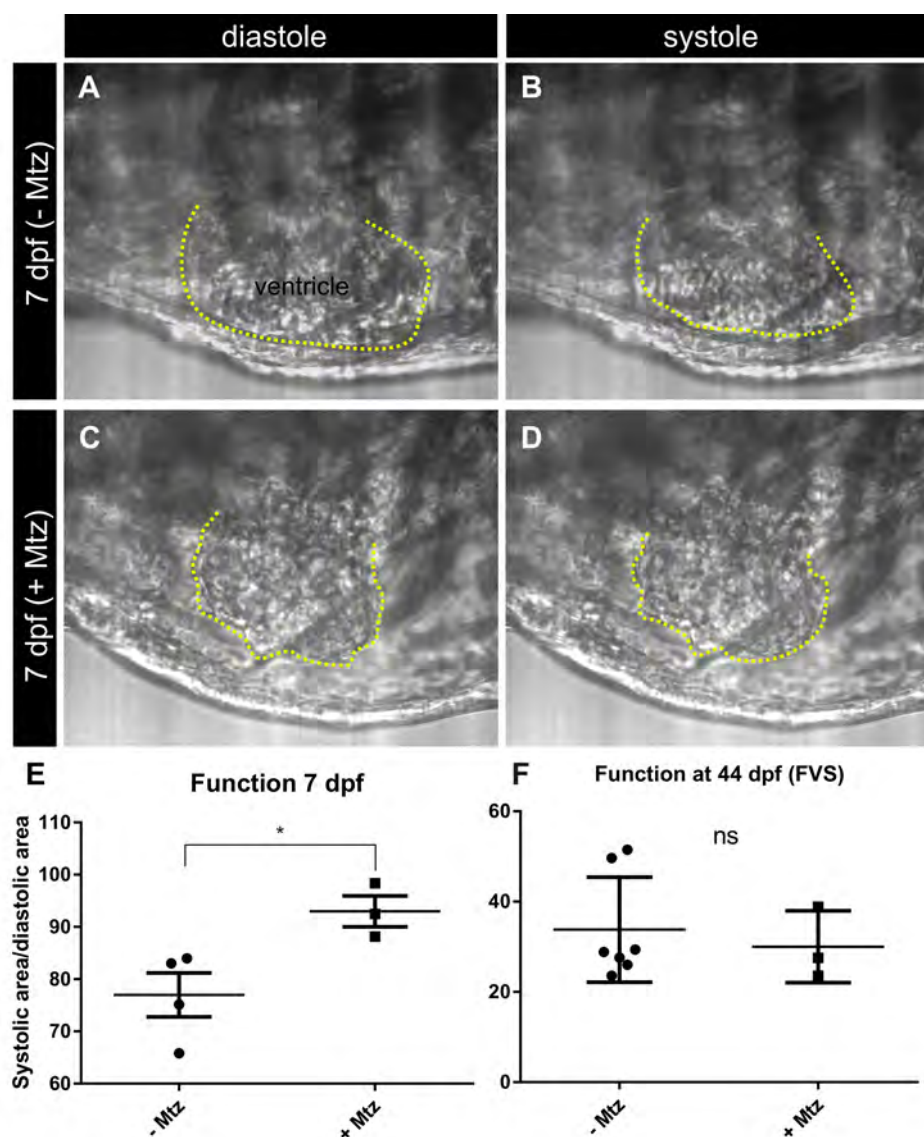 diastole
systole
7 dpf (- Mtz)
A
ventricle
B
7 dpf (+ Mtz)
C
D
E
Function 7 dpf
Systolic area/diastolic area
110
100
90
80
70
60
*
- Mtz
+ Mtz
F
Function at 44 dpf (FVS)
60
40
20
0
ns
- Mtz
+ Mtz